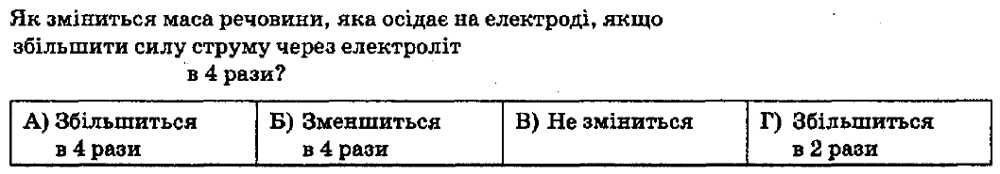 Як зміниться маса речовини, яка осідає на електроді, якщо
збільшити силу струму через електроліт
в 4 рази?
А) Збільшиться в 4 рази
Б) Зменшиться в 4 рази
В) Не зміниться
Г) Збільшиться в 2 рази